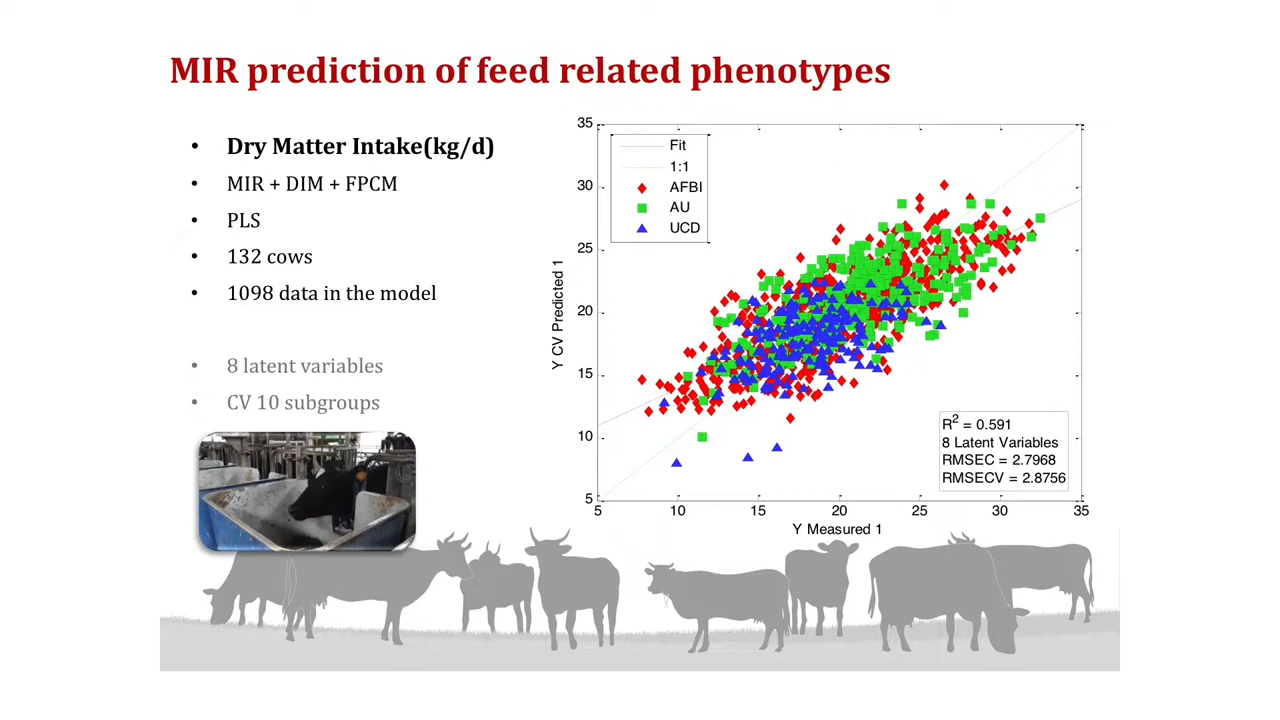 MIR prediction of feed related phenotypes
• Dry Matter Intake(kg/d)
• MIR + DIM + FPCM
• PLS
• 132 cows
• 1098 data in the model
• 8 latent variables
• CV 10 subgroups
35
30
25
20
15
10
5
Y CV Predicted 1
Fit
1:1
AFBI
AU
UCD
R2 = 0.591
8 Latent Variables
RMSEC = 2.7968
RMSECV = 2.8756
5 10 15 20 25 30 35
Y Measured 1